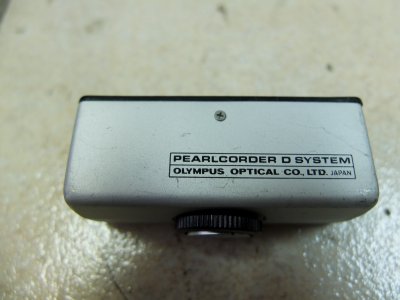 PEARLCORDER D SYSTEM
OLYMPUS OPTICAL CO., LTD. JAPAN